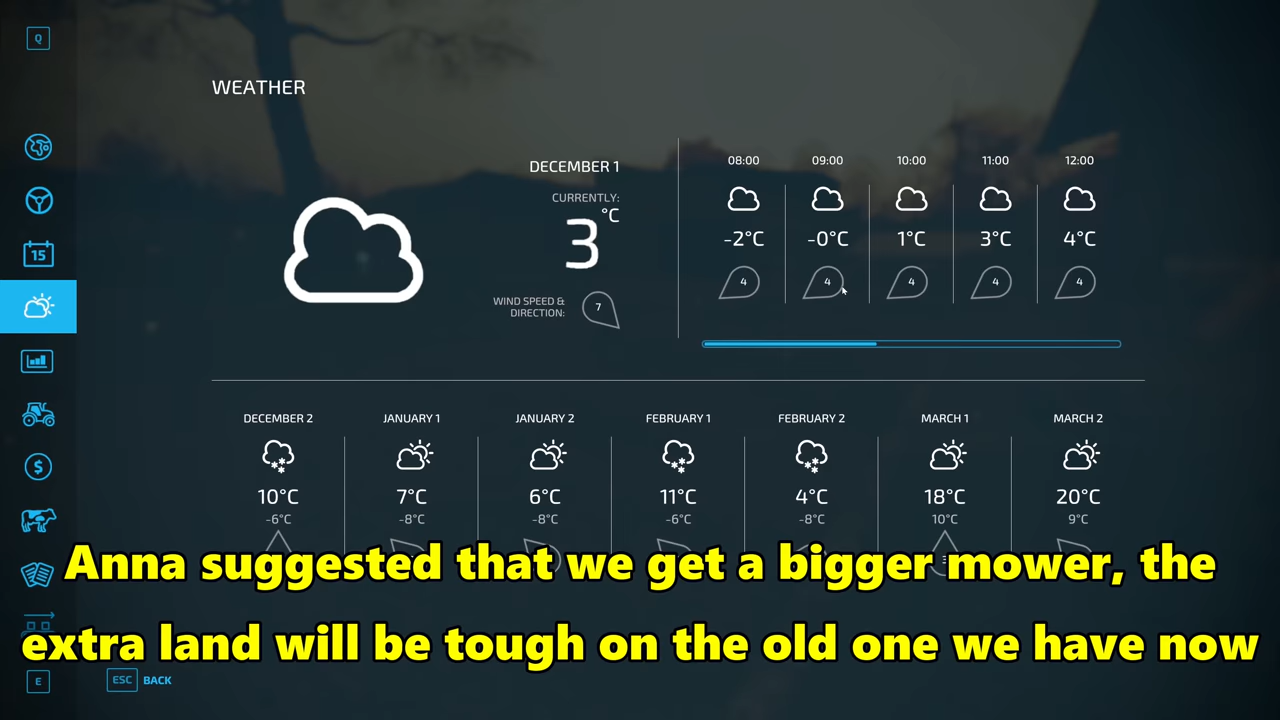 Q
WEATHER
15
DECEMBER 1
CURRENTLY:
3 °C
WIND SPEED &
DIRECTION:
7
08:00 09:00 10:00 11:00 12:00
-2°C -0°C 1°C 3°C 4°C
4 4 4 4 4
DECEMBER 2 JANUARY 1 JANUARY 2 FEBRUARY 1 FEBRUARY 2 MARCH 1 MARCH 2
10°C 7°C 6°C 11°C 4°C 18°C 20°C
-6°C -8°C -8°C -6°C -8°C 10°C 9°C
$
Anna suggested that we get a bigger mower, the
extra land will be tough on the old one we have now
E
ESC BACK